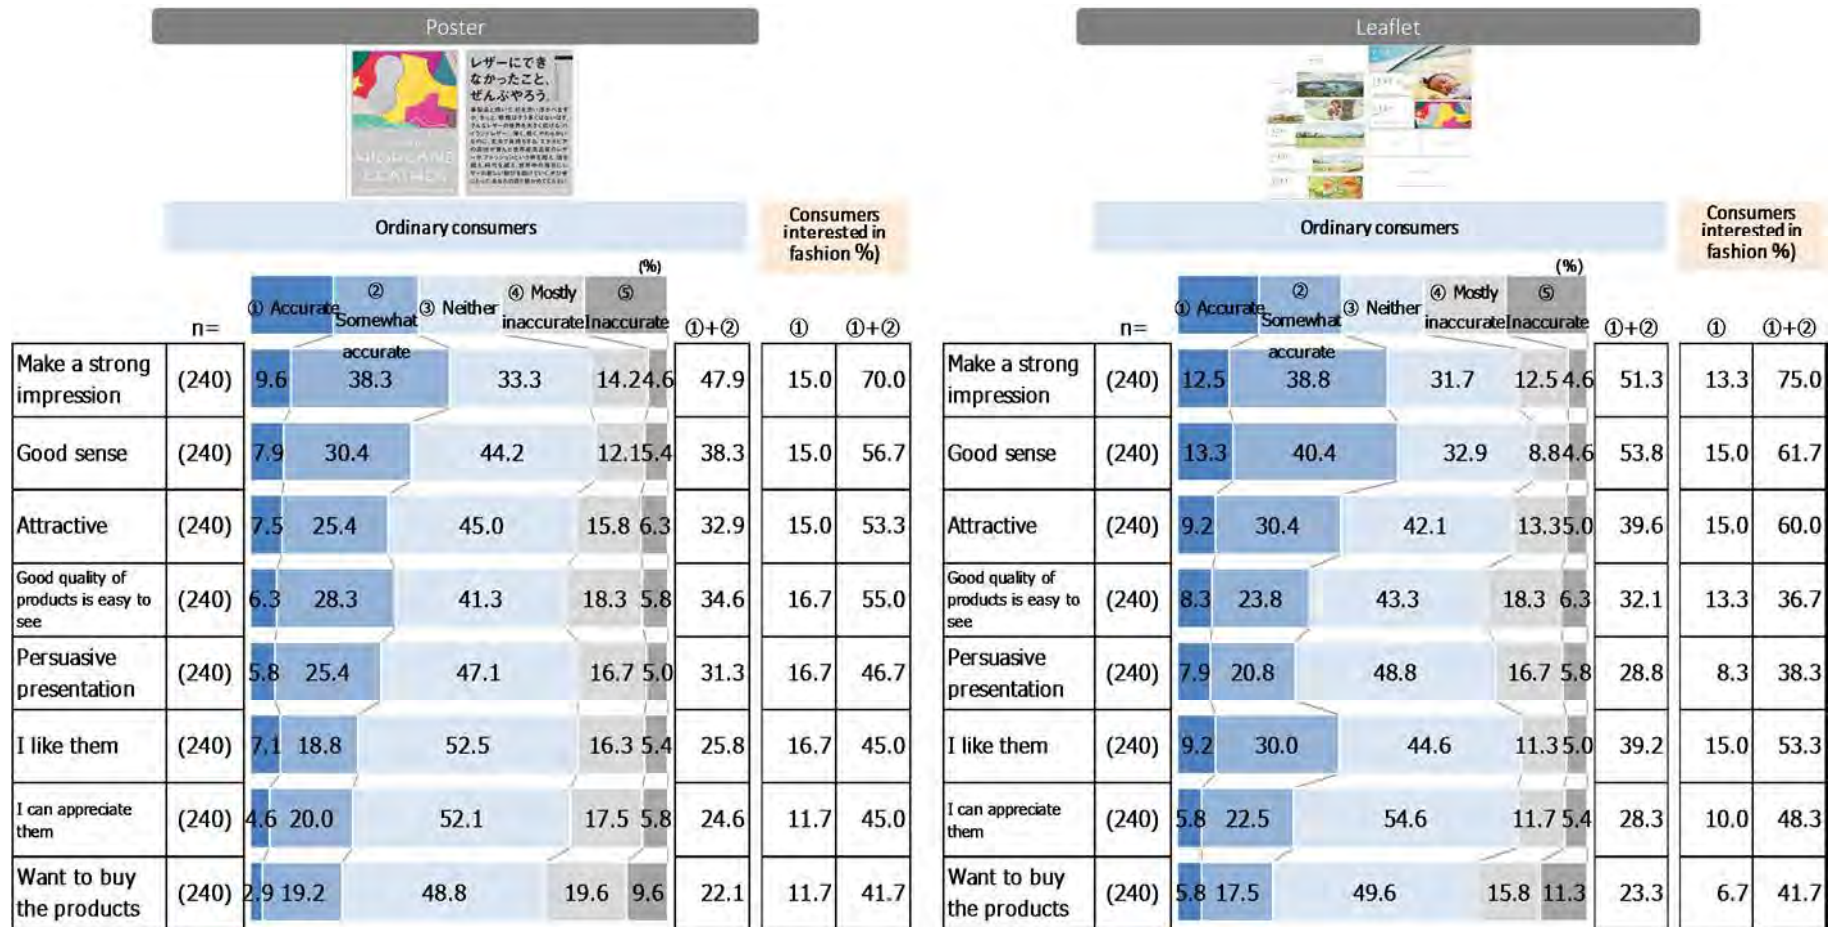 Poster
レザーにでき
なかったこと、
ぜんぶやろう。
HIGHLAND
LEATHER
Ordinary consumers
Consumers
interested in
fashion %)
(%)
n=
① Accurate
②
Somewhat
accurate
③ Neither
④ Mostly
inaccurate
⑤
Inaccurate
①+②
①
①+②
Make a strong
impression
(240) 9.6 38.3 33.3 14.2 4.6 47.9 15.0 70.0
Good sense (240) 7.9 30.4 44.2 12.1 5.4 38.3 15.0 56.7
Attractive (240) 7.5 25.4 45.0 15.8 6.3 32.9 15.0 53.3
Good quality of
products is easy to
see
(240) 6.3 28.3 41.3 18.3 5.8 34.6 16.7 55.0
Persuasive
presentation
(240) 5.8 25.4 47.1 16.7 5.0 31.3 16.7 46.7
I like them (240) 7.1 18.8 52.5 16.3 5.4 25.8 16.7 45.0
I can appreciate
them
(240) 4.6 20.0 52.1 17.5 5.8 24.6 11.7 45.0
Want to buy
the products
(240) 2.9 19.2 48.8 19.6 9.6 22.1 11.7 41.7
Leaflet
Ordinary consumers
Consumers
interested in
fashion %)
(%)
n=
① Accurate
②
Somewhat
accurate
③ Neither
④ Mostly
inaccurate
⑤
Inaccurate
①+②
①
①+②
Make a strong
impression
(240) 12.5 38.8 31.7 12.5 4.6 51.3 13.3 75.0
Good sense (240) 13.3 40.4 32.9 8.8 4.6 53.8 15.0 61.7
Attractive (240) 9.2 30.4 42.1 13.3 5.0 39.6 15.0 60.0
Good quality of
products is easy to
see
(240) 8.3 23.8 43.3 18.3 6.3 32.1 13.3 36.7
Persuasive
presentation
(240) 7.9 20.8 48.8 16.7 5.8 28.8 8.3 38.3
I like them (240) 9.2 30.0 44.6 11.3 5.0 39.2 15.0 53.3
I can appreciate
them
(240) 5.8 22.5 54.6 11.7 5.4 28.3 10.0 48.3
Want to buy
the products
(240) 5.8 17.5 49.6 15.8 11.3 23.3 6.7 41.7